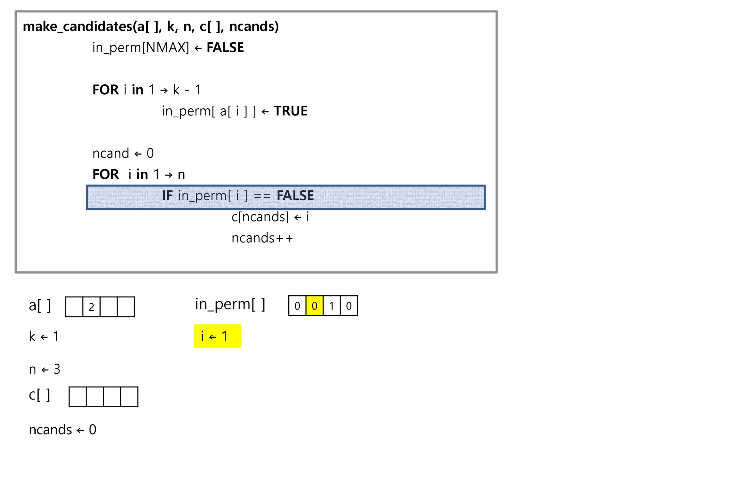 make_candidates(a[ ], k, n, c[ ], ncands)
in_perm[NMAX] ← FALSE
FOR i in 1 → k - 1
in_perm[ a[ i ] ] ← TRUE
ncand ← 0
FOR i in 1 → n
IF in_perm[ i ] == FALSE
c[ncands] ← i
ncands++
a[ ] 2 in_perm[ ] 0 0 1 0
k ← 1 i ← 1
n ← 3
c[ ]
ncands ← 0